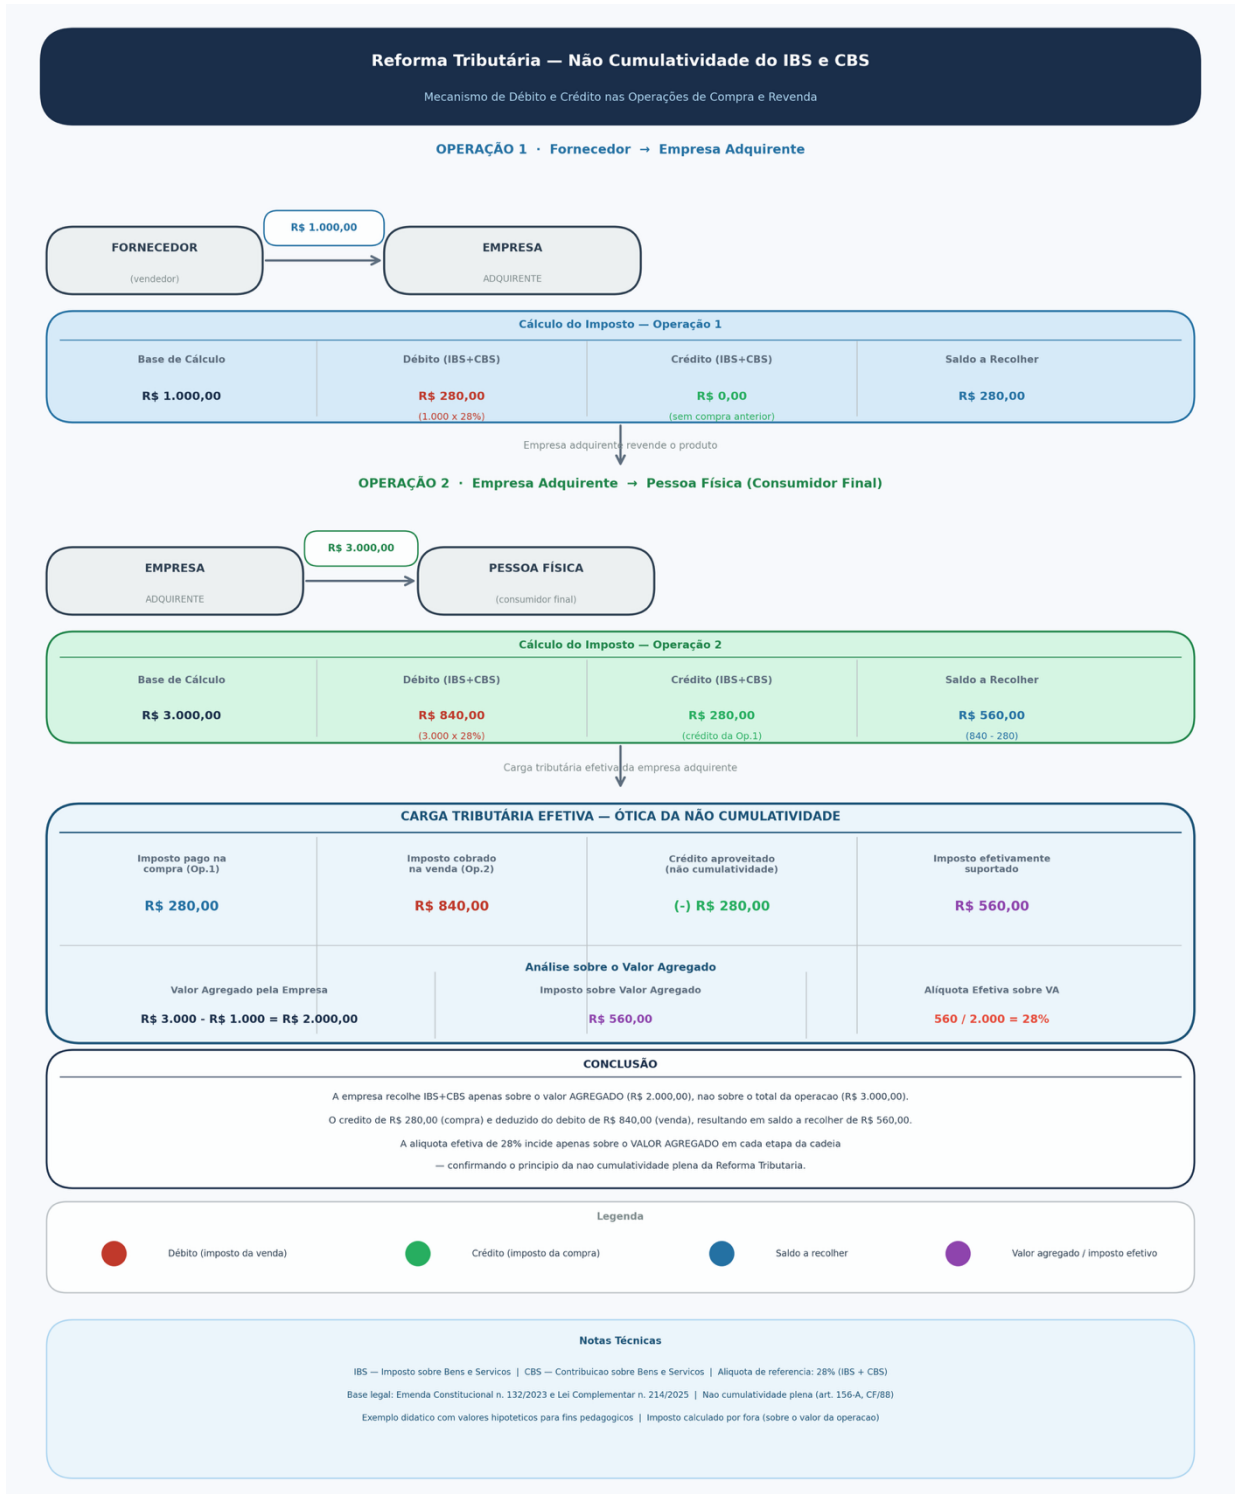 Reforma Tributária — Não Cumulatividade do IBS e CBS
Mecanismo de Débito e Crédito nas Operações de Compra e Revenda
OPERAÇÃO 1 · Fornecedor → Empresa Adquirente
R$ 1.000,00
FORNECEDOR
(vendedor)
EMPRESA
ADQUIRENTE
Cálculo do Imposto — Operação 1
Base de Cálculo
Débito (IBS+CBS)
Crédito (IBS+CBS)
Saldo a Recolher
R$ 1.000,00
R$ 280,00
R$ 0,00
R$ 280,00
(1.000 x 28%)
(sem compra anterior)
Empresa adquirente revende o produto
OPERAÇÃO 2 · Empresa Adquirente → Pessoa Física (Consumidor Final)
R$ 3.000,00
EMPRESA
ADQUIRENTE
PESSOA FÍSICA
(consumidor final)
Cálculo do Imposto — Operação 2
Base de Cálculo
Débito (IBS+CBS)
Crédito (IBS+CBS)
Saldo a Recolher
R$ 3.000,00
R$ 840,00
R$ 280,00
R$ 560,00
(3.000 x 28%)
(crédito da Op.1)
(840 - 280)
Carga tributária efetiva da empresa adquirente
CARGA TRIBUTÁRIA EFETIVA — ÓTICA DA NÃO CUMULATIVIDADE
Imposto pago na
compra (Op.1)
Imposto cobrado
na venda (Op.2)
Crédito aproveitado
(não cumulatividade)
Imposto efetivamente
suportado
R$ 280,00
R$ 840,00
(-) R$ 280,00
R$ 560,00
Análise sobre o Valor Agregado
Valor Agregado pela Empresa
Imposto sobre Valor Agregado
Alíquota Efetiva sobre VA
R$ 3.000 - R$ 1.000 = R$ 2.000,00
R$ 560,00
560 / 2.000 = 28%
CONCLUSÃO
A empresa recolhe IBS+CBS apenas sobre o valor AGREGADO (R$ 2.000,00), nao sobre o total da operacao (R$ 3.000,00).
O credito de R$ 280,00 (compra) e deduzido do debito de R$ 840,00 (venda), resultando em saldo a recolher de R$ 560,00.
A aliquota efetiva de 28% incide apenas sobre o VALOR AGREGADO em cada etapa da cadeia
— confirmando o principio da nao cumulatividade plena da Reforma Tributaria.
Legenda
Débito (imposto da venda)
Crédito (imposto da compra)
Saldo a recolher
Valor agregado / imposto efetivo
Notas Técnicas
IBS — Imposto sobre Bens e Servicos | CBS — Contribuicao sobre Bens e Servicos | Aliquota de referencia: 28% (IBS + CBS)
Base legal: Emenda Constitucional n. 132/2023 e Lei Complementar n. 214/2025 | Nao cumulatividade plena (art. 156-A, CF/88)
Exemplo didatico com valores hipoteticos para fins pedagogicos | Imposto calculado por fora (sobre o valor da operacao)